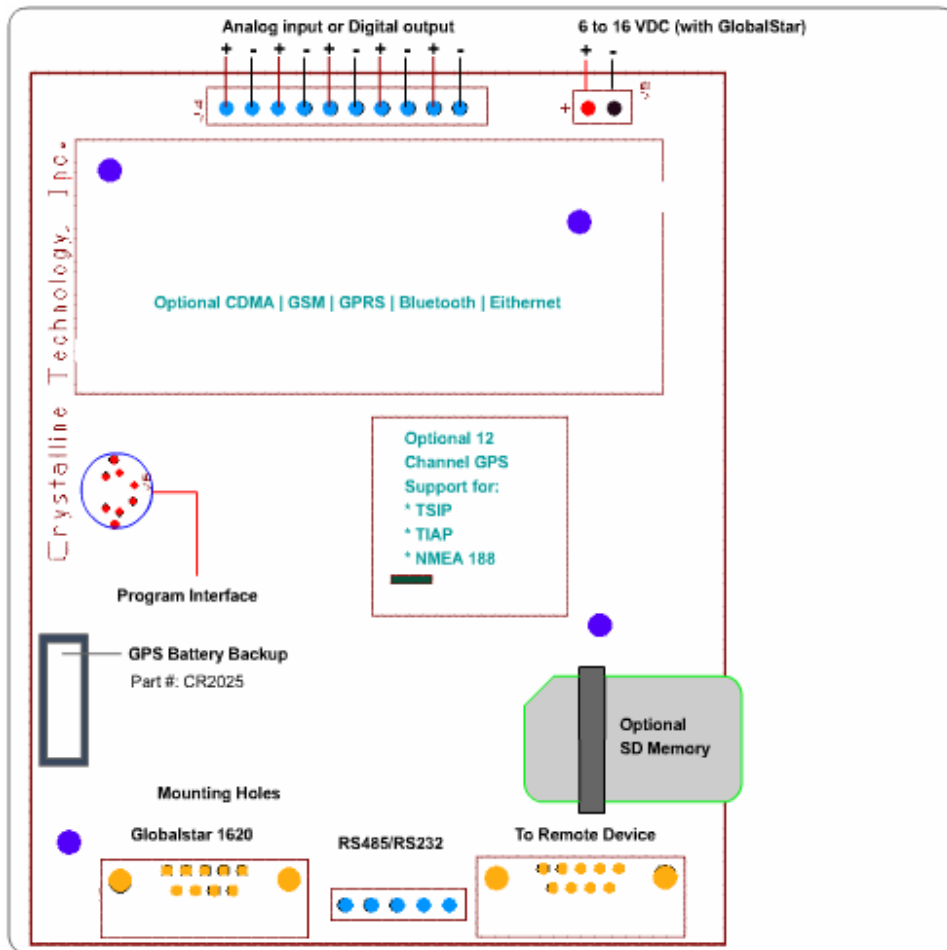 Analog input or Digital output
6 to 16 VDC (with GlobalStar)
+ - + - + - + - + -
+ -
J4
+
Crystalline Technology, Inc.
Optional CDMA | GSM | GPRS | Bluetooth | Eithernet
Optional 12
Channel GPS
Support for:
* TSIP
* TIAP
* NMEA 188
Program Interface
GPS Battery Backup
Part #: CR2025
Optional
SD Memory
Mounting Holes
Globalstar 1620
RS485/RS232
To Remote Device